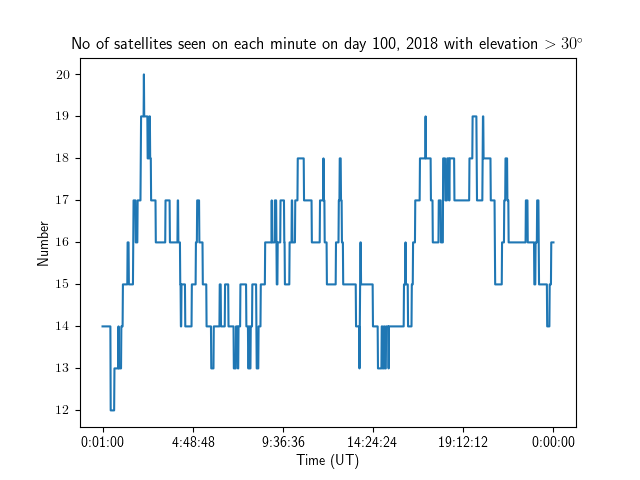 No of satellites seen on each minute on day 100, 2018 with elevation > 30°
20
19
18
17
16
15
14
13
12
Number
0:01:00 4:48:48 9:36:36 14:24:24 19:12:12 0:00:00
Time (UT)